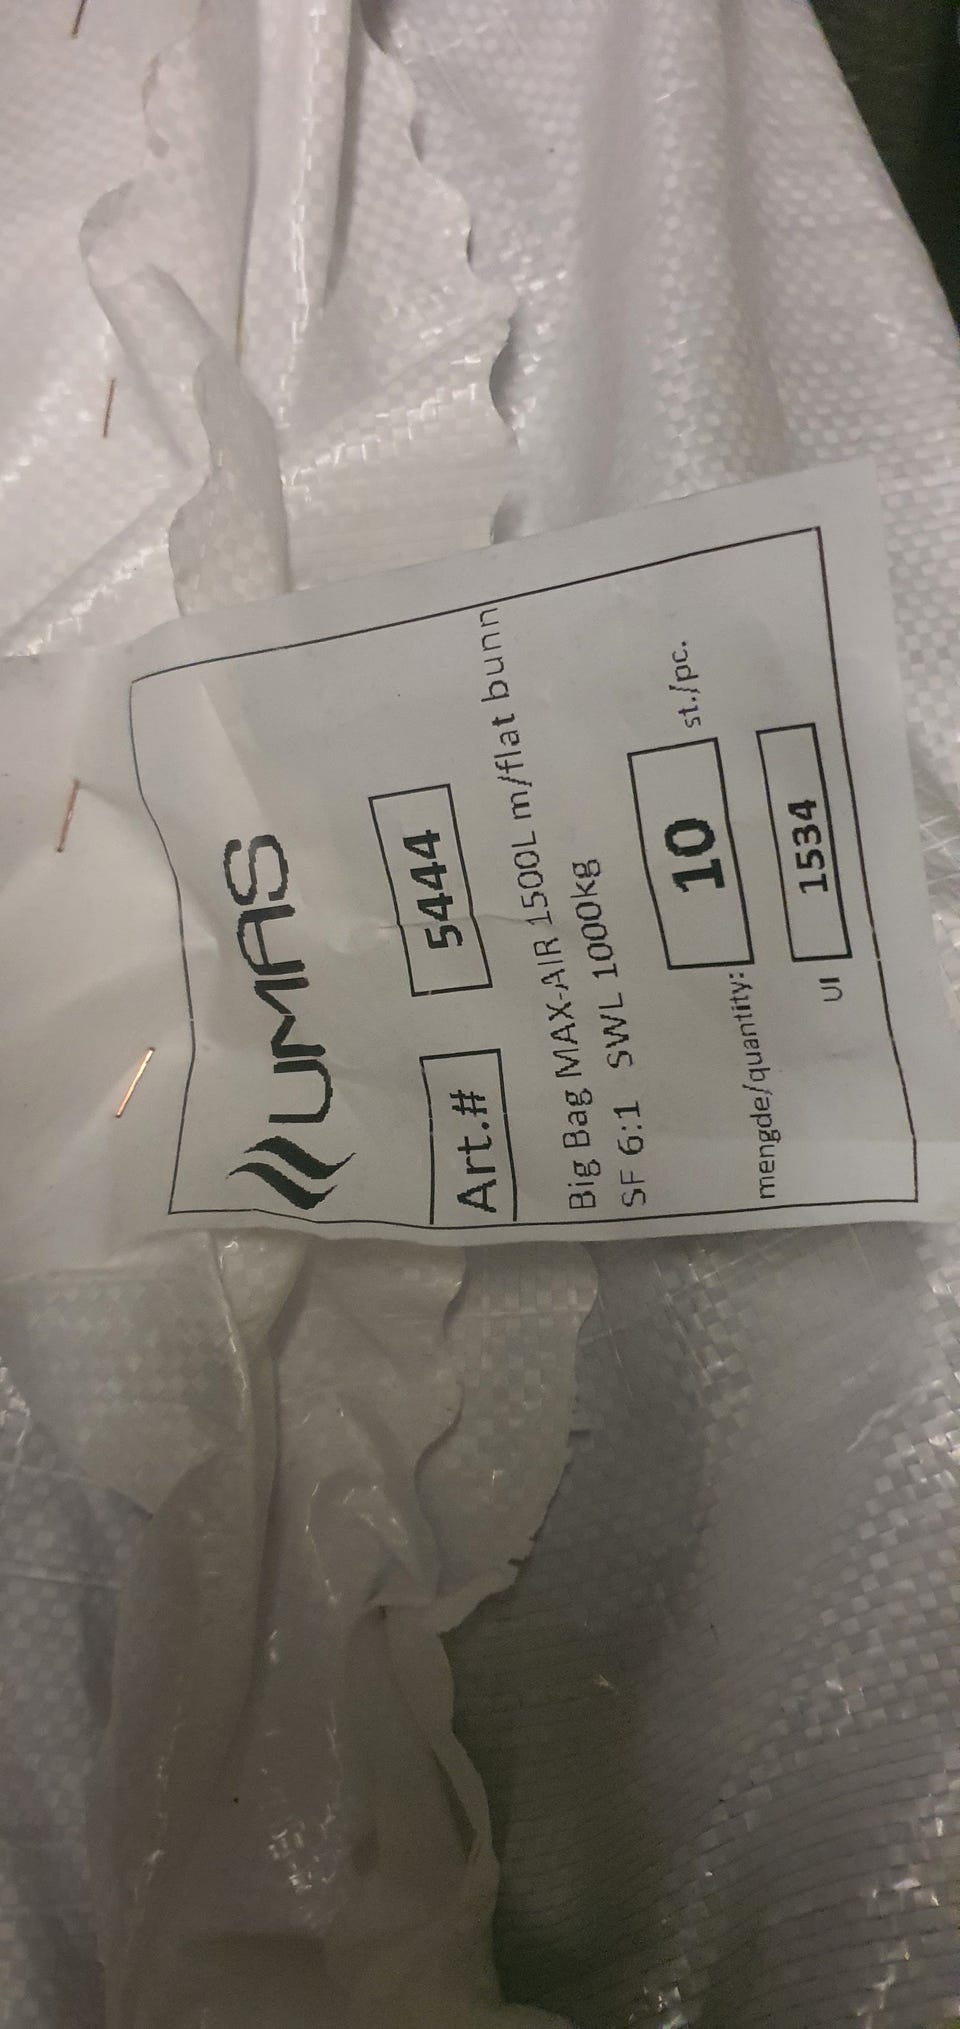 UMAS
Art.# 5444
Big Bag MAX-AIR 1500L m/flat bunn
SF 6:1 SWL 1000kg
mengde/quantity: 10 st./pc.
UI 1534